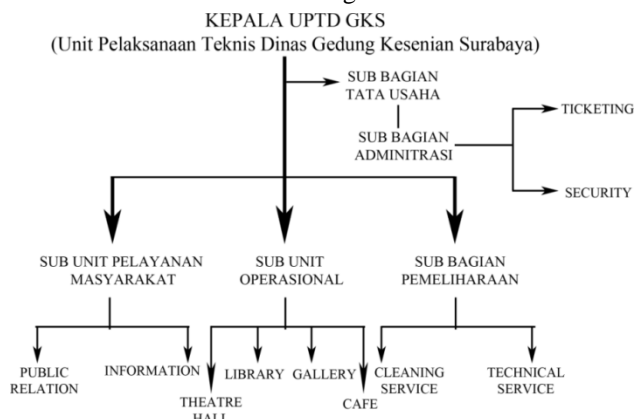 KEPALA UPTD GKS
(Unit Pelaksanaan Teknis Dinas Gedung Kesenian Surabaya)
SUB BAGIAN
TATA USAHA
SUB BAGIAN
ADMINITRASI
TICKETING
SECURITY
SUB UNIT PELAYANAN
MASYARAKAT
SUB UNIT
OPERASIONAL
SUB BAGIAN
PEMELIHARAAN
PUBLIC
RELATION
INFORMATION
THEATRE
HALL
LIBRARY
GALLERY
CAFE
CLEANING
SERVICE
TECHNICAL
SERVICE